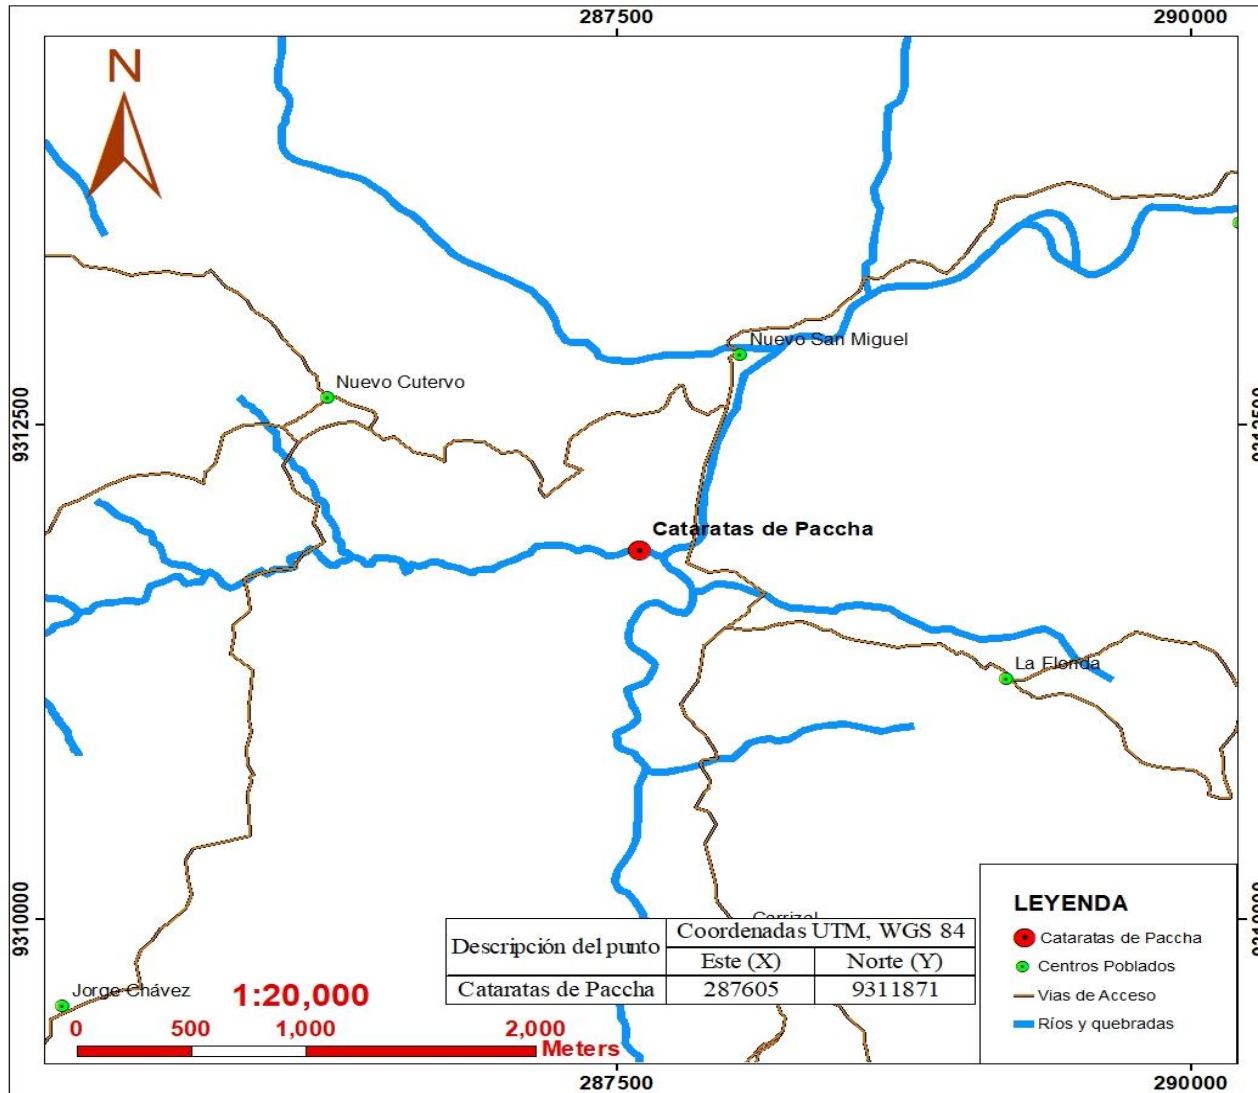 287500 290000
N
Nuevo San Miguel
Nuevo Cutervo
9312500
Cataratas de Paccha
La Florida
9310000
LEYENDA
Cataratas de Paccha
Centros Poblados
Vias de Acceso
Ríos y quebradas
Descripción del punto Coordenadas UTM, WGS 84
Este (X) Norte (Y)
Cataratas de Paccha 287605 9311871
Jorge Chávez
1:20,000
0 500 1,000 2,000
Meters
287500 290000